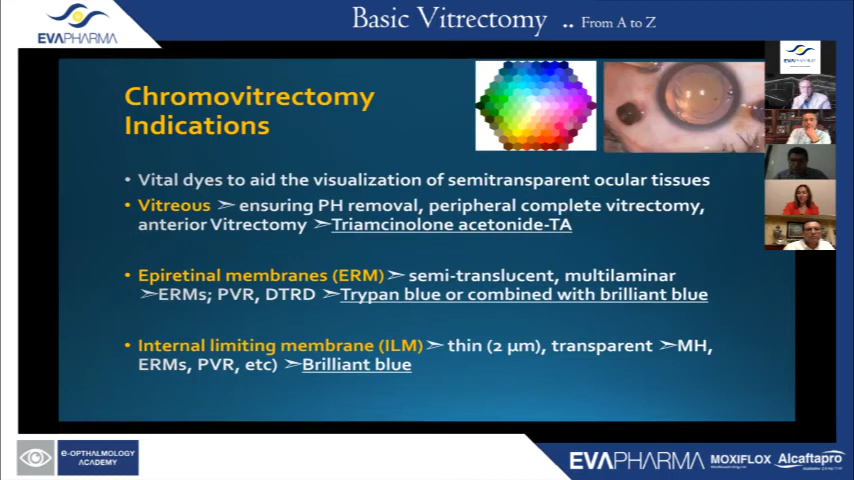 Basic Vitrectomy .. From A to Z
EVAPHARMA
EVAPHARMA
Chromovitrectomy
Indications
• Vital dyes to aid the visualization of semitransparent ocular tissues
• Vitreous ➢ ensuring PH removal, peripheral complete vitrectomy,
anterior Vitrectomy ➢Triamcinolone acetonide-TA
• Epiretinal membranes (ERM)➢ semi-translucent, multilaminar
➢ERMs; PVR, DTRD ➢Trypan blue or combined with brilliant blue
• Internal limiting membrane (ILM)➢ thin (2 µm), transparent ➢MH,
ERMs, PVR, etc) ➢Brilliant blue
e-OPTHALMOLOGY
ACADEMY
EVAPHARMA MOXIFLOX Alcaftapro